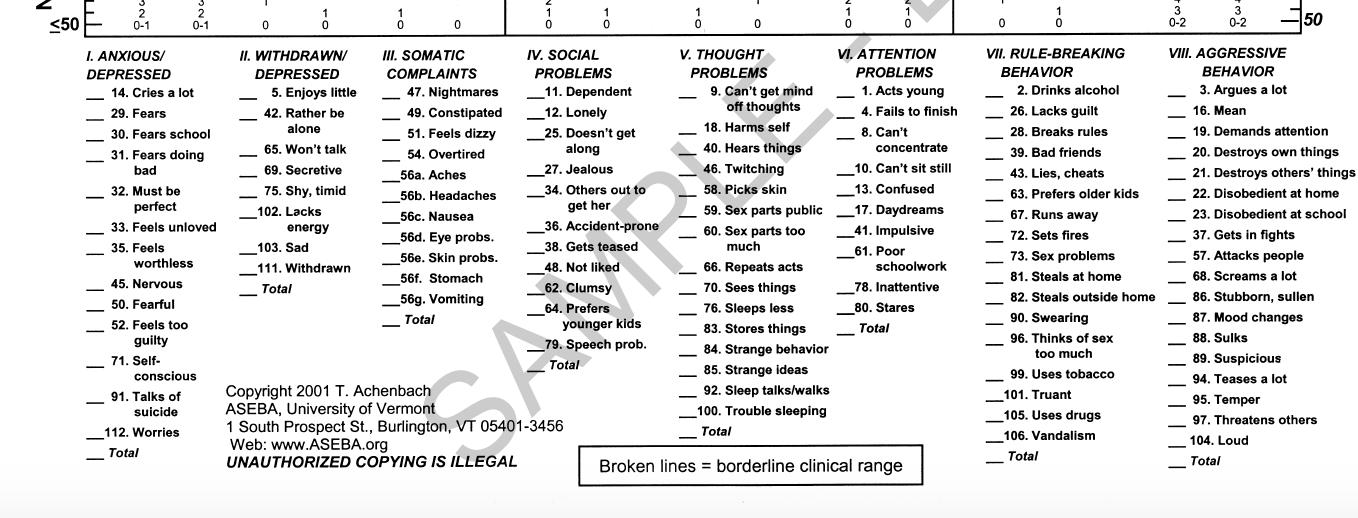 2 2 1 1 1 1 1 1 3 3
≤50 0-1 0-1 0 0 0 0 0 0 0 0 0 0 0 0 0-2 0-2 50
I. ANXIOUS/
DEPRESSED
__ 14. Cries a lot
__ 29. Fears
__ 30. Fears school
__ 31. Fears doing
bad
__ 32. Must be
perfect
__ 33. Feels unloved
__ 35. Feels
worthless
__ 45. Nervous
__ 50. Fearful
__ 52. Feels too
guilty
__ 71. Self-
conscious
__ 91. Talks of
suicide
__112. Worries
__ Total
II. WITHDRAWN/
DEPRESSED
__ 5. Enjoys little
__ 42. Rather be
alone
__ 65. Won't talk
__ 69. Secretive
__ 75. Shy, timid
__102. Lacks
energy
__103. Sad
__111. Withdrawn
__ Total
III. SOMATIC
COMPLAINTS
__ 47. Nightmares
__ 49. Constipated
__ 51. Feels dizzy
__ 54. Overtired
__56a. Aches
__56b. Headaches
__56c. Nausea
__56d. Eye probs.
__56e. Skin probs.
__56f. Stomach
__56g. Vomiting
__ Total
IV. SOCIAL
PROBLEMS
__11. Dependent
__12. Lonely
__25. Doesn't get
along
__27. Jealous
__34. Others out to
get her
__36. Accident-prone
__38. Gets teased
__48. Not liked
__62. Clumsy
__64. Prefers
younger kids
__79. Speech prob.
__ Total
V. THOUGHT
PROBLEMS
__ 9. Can't get mind
off thoughts
__ 18. Harms self
__ 40. Hears things
__ 46. Twitching
__ 58. Picks skin
__ 59. Sex parts public
__ 60. Sex parts too
much
__ 66. Repeats acts
__ 70. Sees things
__ 76. Sleeps less
__ 83. Stores things
__ 84. Strange behavior
__ 85. Strange ideas
__ 92. Sleep talks/walks
__100. Trouble sleeping
__ Total
VI. ATTENTION
PROBLEMS
__ 1. Acts young
__ 4. Fails to finish
__ 8. Can't
concentrate
__10. Can't sit still
__13. Confused
__17. Daydreams
__41. Impulsive
__61. Poor
schoolwork
__78. Inattentive
__80. Stares
__ Total
VII. RULE-BREAKING
BEHAVIOR
__ 2. Drinks alcohol
__ 26. Lacks guilt
__ 28. Breaks rules
__ 39. Bad friends
__ 43. Lies, cheats
__ 63. Prefers older kids
__ 67. Runs away
__ 72. Sets fires
__ 73. Sex problems
__ 81. Steals at home
__ 82. Steals outside home
__ 90. Swearing
__ 96. Thinks of sex
too much
__ 99. Uses tobacco
__101. Truant
__105. Uses drugs
__106. Vandalism
__ Total
VIII. AGGRESSIVE
BEHAVIOR
__ 3. Argues a lot
__ 16. Mean
__ 19. Demands attention
__ 20. Destroys own things
__ 21. Destroys others' things
__ 22. Disobedient at home
__ 23. Disobedient at school
__ 37. Gets in fights
__ 57. Attacks people
__ 68. Screams a lot
__ 86. Stubborn, sullen
__ 87. Mood changes
__ 88. Sulks
__ 89. Suspicious
__ 94. Teases a lot
__ 95. Temper
__ 97. Threatens others
__ 104. Loud
__ Total
Copyright 2001 T. Achenbach
ASEBA, University of Vermont
1 South Prospect St., Burlington, VT 05401-3456
Web: www.ASEBA.org
UNAUTHORIZED COPYING IS ILLEGAL
Broken lines = borderline clinical range
SAMPLE -